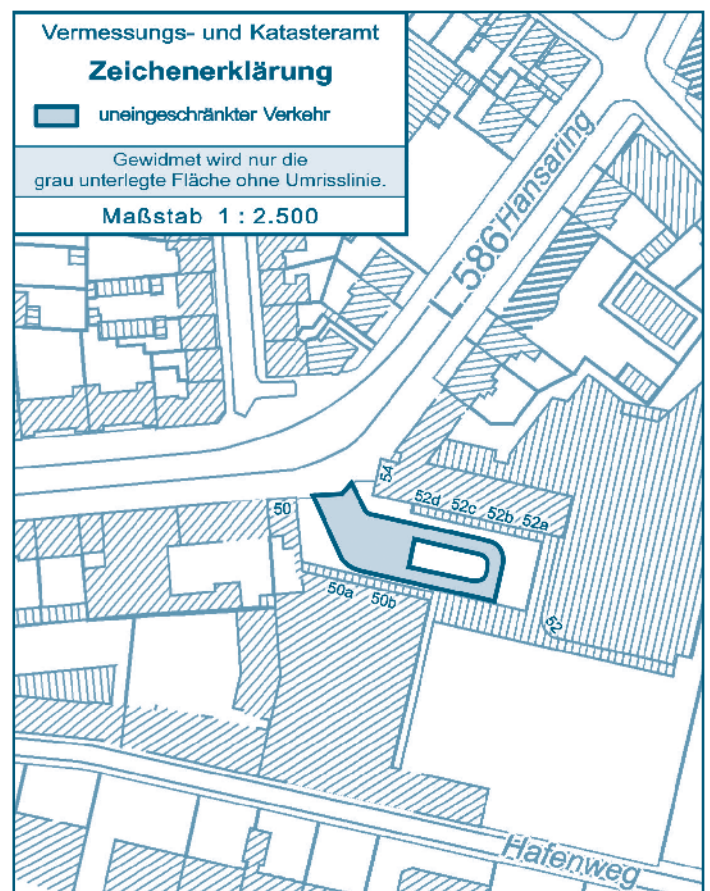 Vermessungs- und Katasteramt
Zeichenerklärung
uneingeschränkter Verkehr
Gewidmet wird nur die
grau unterlegte Fläche ohne Umrisslinie.
Maßstab 1 : 2.500
L 586 Hansaring
54
50
52d 52c 52b 52a
50a 50b
52
Hafenweg